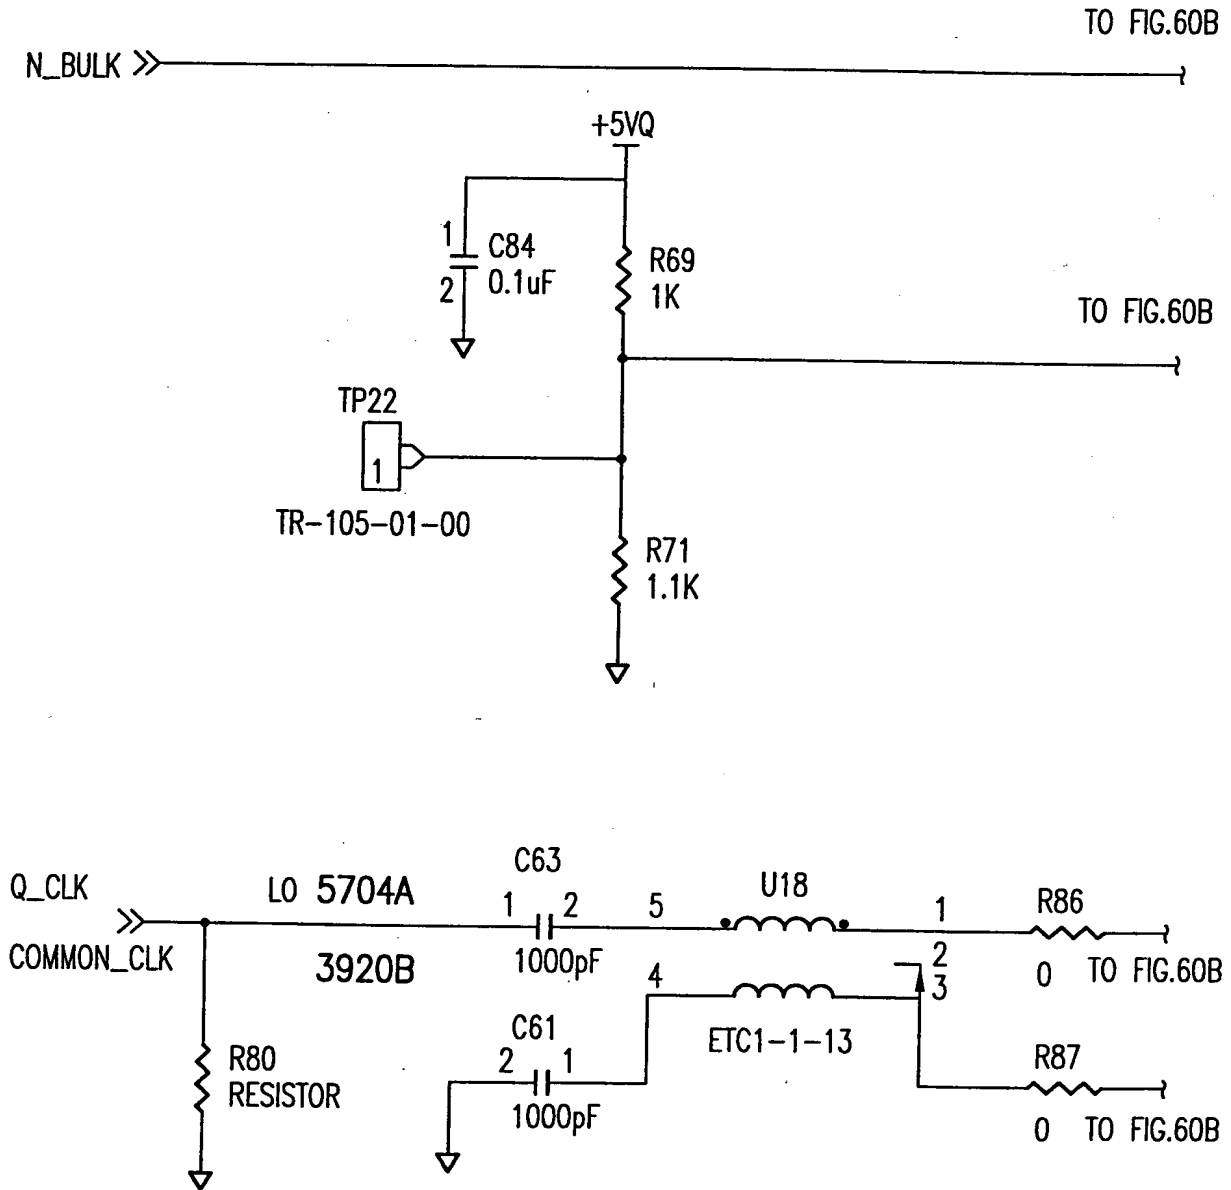 TO FIG.60B
N_BULK
+5VQ
1
C84
0.1uF
2
R69
1K
TO FIG.60B
TP22
1
TR-105-01-00
R71
1.1K
Q_CLK
COMMON_CLK
LO 5704A
3920B
C63
1 2
1000pF
5
U18
1
R86
0 TO FIG.60B
2
3
4
ETC1-1-13
C61
2 1
1000pF
R80
RESISTOR
R87
0 TO FIG.60B